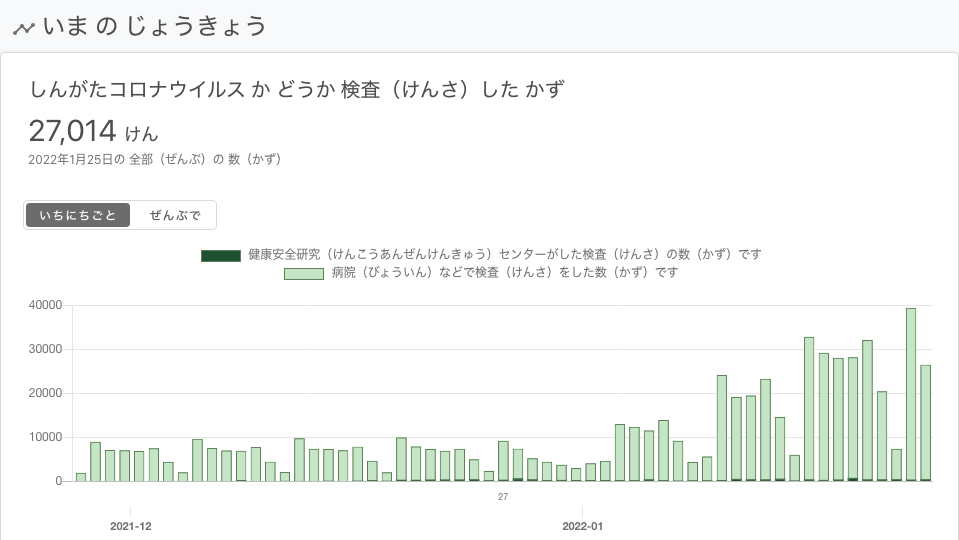 いま の じょうきょう
しんがたコロナウイルス か どうか 検査（けんさ）した かず
27,014 けん
2022年1月25日の 全部（ぜんぶ）の 数（かず）
いちにちごと ぜんぶで
健康安全研究（けんこうあんぜんけんきゅう）センターがした検査（けんさ）の数（かず）です
病院（びょういん）などで検査（けんさ）をした数（かず）です
40000
30000
20000
10000
0
27
2021-12 2022-01